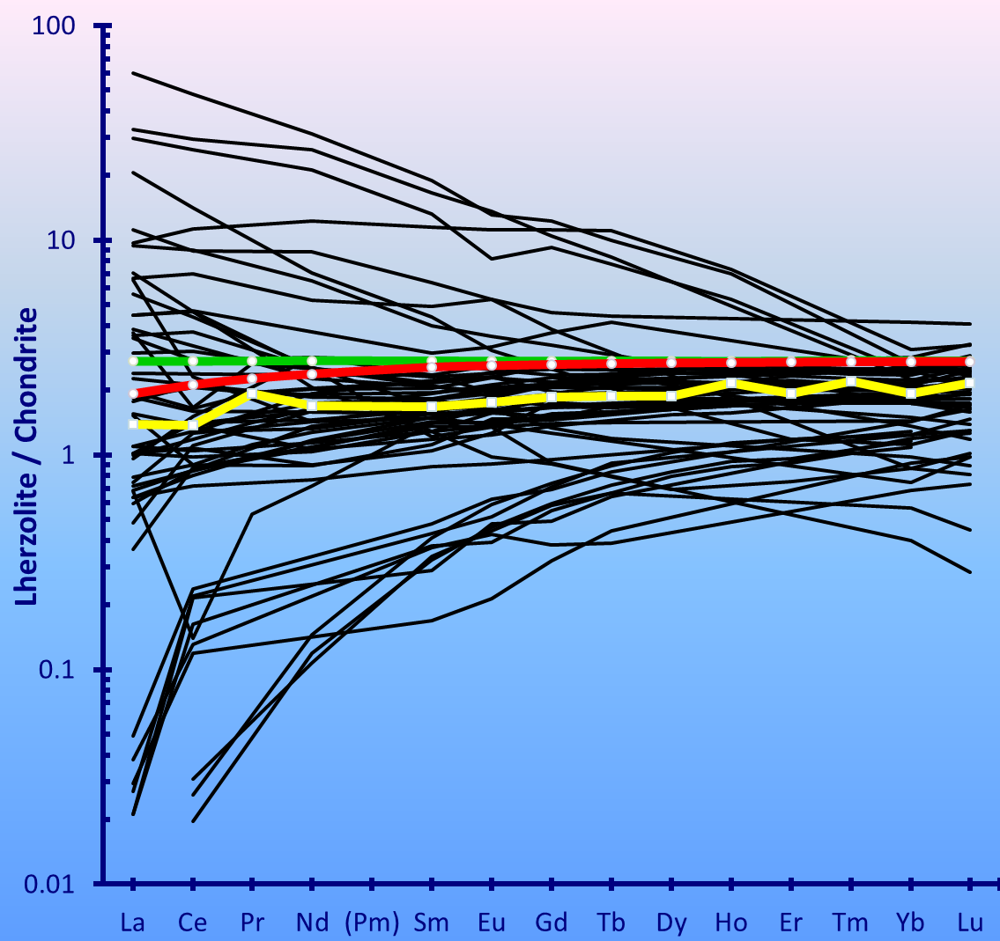 100
10
1
0.1
0.01
Lherzolite / Chondrite
La Ce Pr Nd (Pm) Sm Eu Gd Tb Dy Ho Er Tm Yb Lu